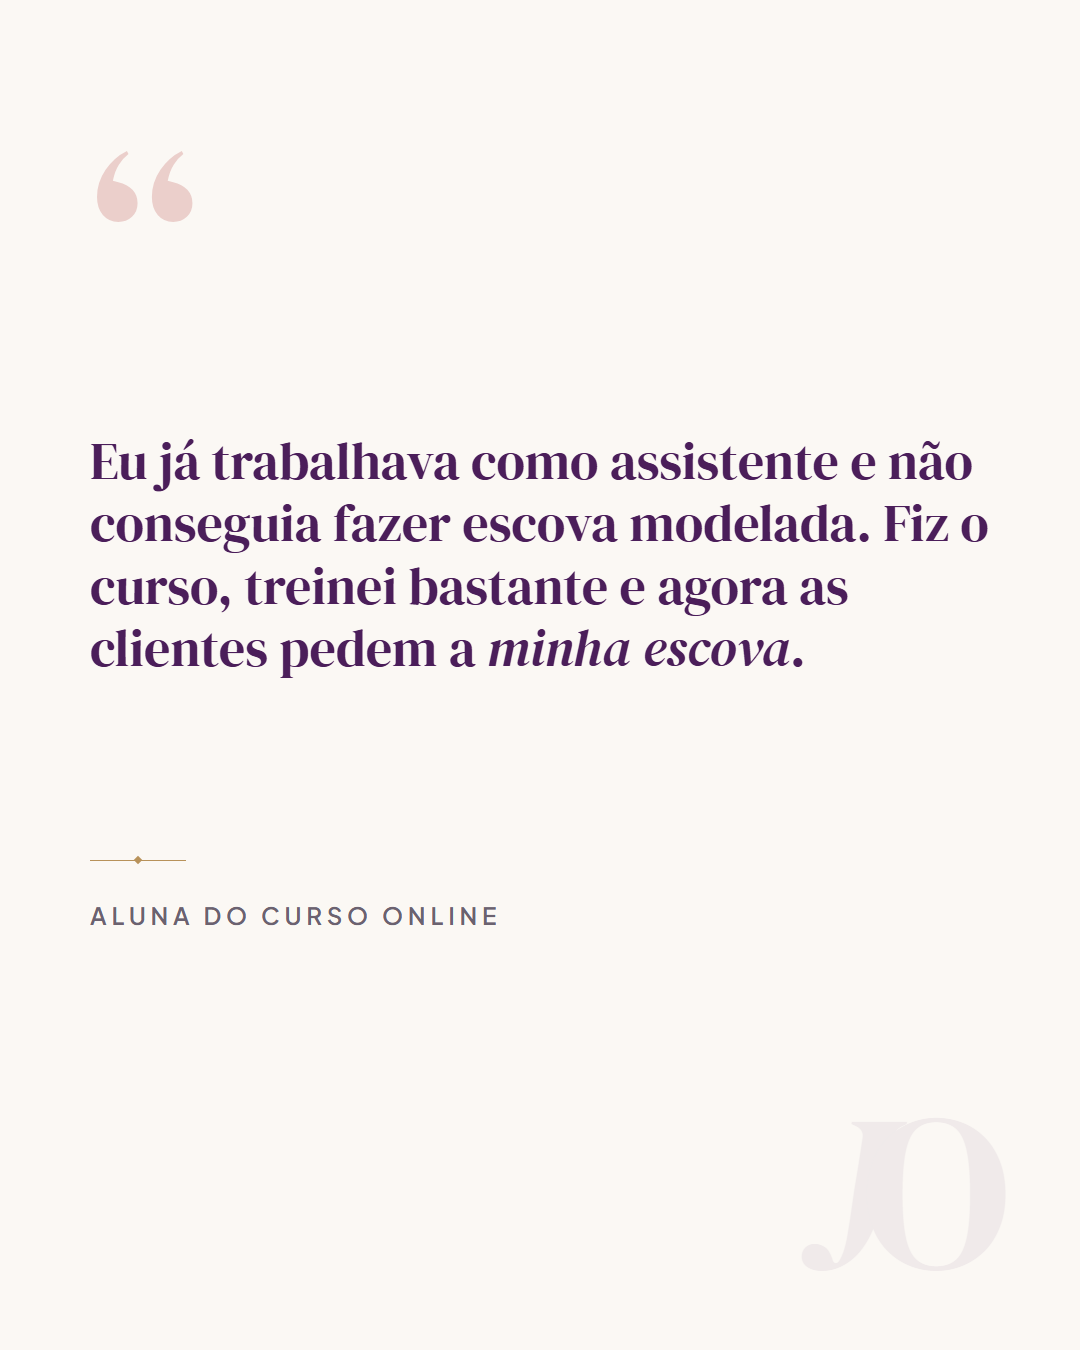 “
Eu já trabalhava como assistente e não
conseguia fazer escova modelada. Fiz o
curso, treinei bastante e agora as
clientes pedem a minha escova.
ALUNA DO CURSO ONLINE
JO